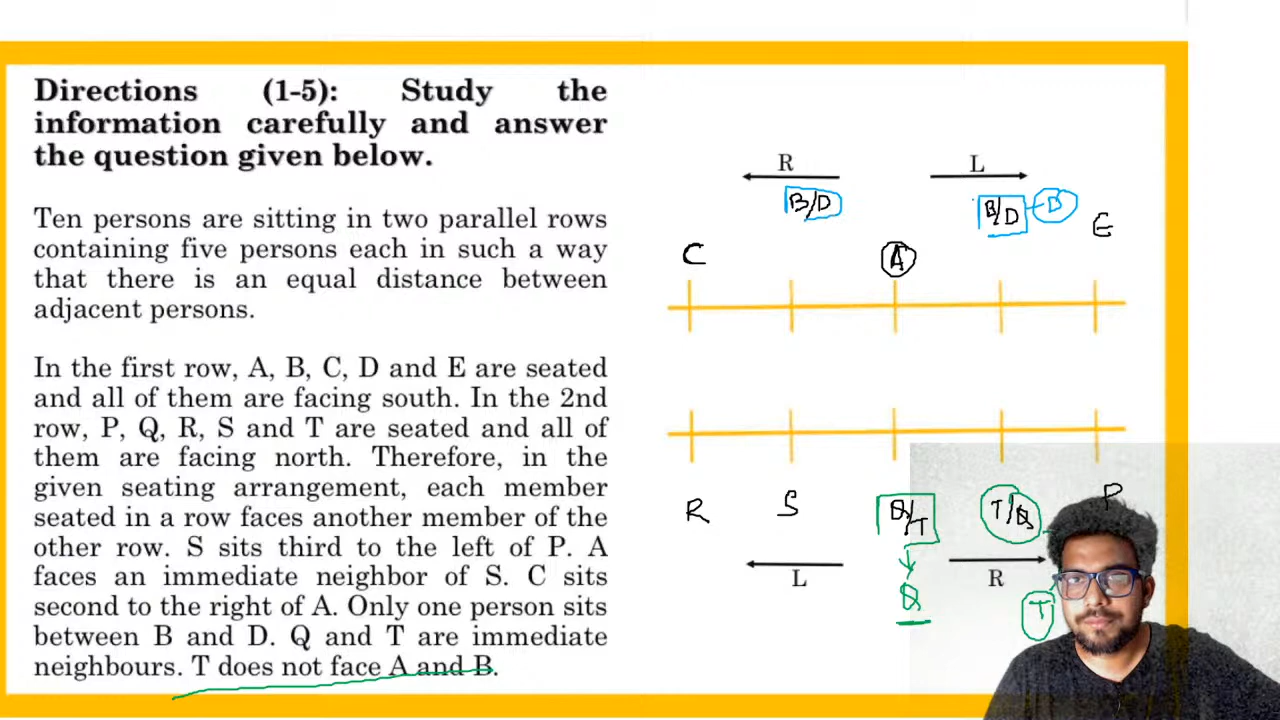 Directions (1-5): Study the
information carefully and answer
the question given below.
Ten persons are sitting in two parallel rows
containing five persons each in such a way
that there is an equal distance between
adjacent persons.
In the first row, A, B, C, D and E are seated
and all of them are facing south. In the 2nd
row, P, Q, R, S and T are seated and all of
them are facing north. Therefore, in the
given seating arrangement, each member
seated in a row faces another member of the
other row. S sits third to the left of P. A
faces an immediate neighbor of S. C sits
second to the right of A. Only one person sits
between B and D. Q and T are immediate
neighbours. T does not face A and B.
R L
B/D B/D D
C A E
R S Q/T T/Q P
L R
Q T